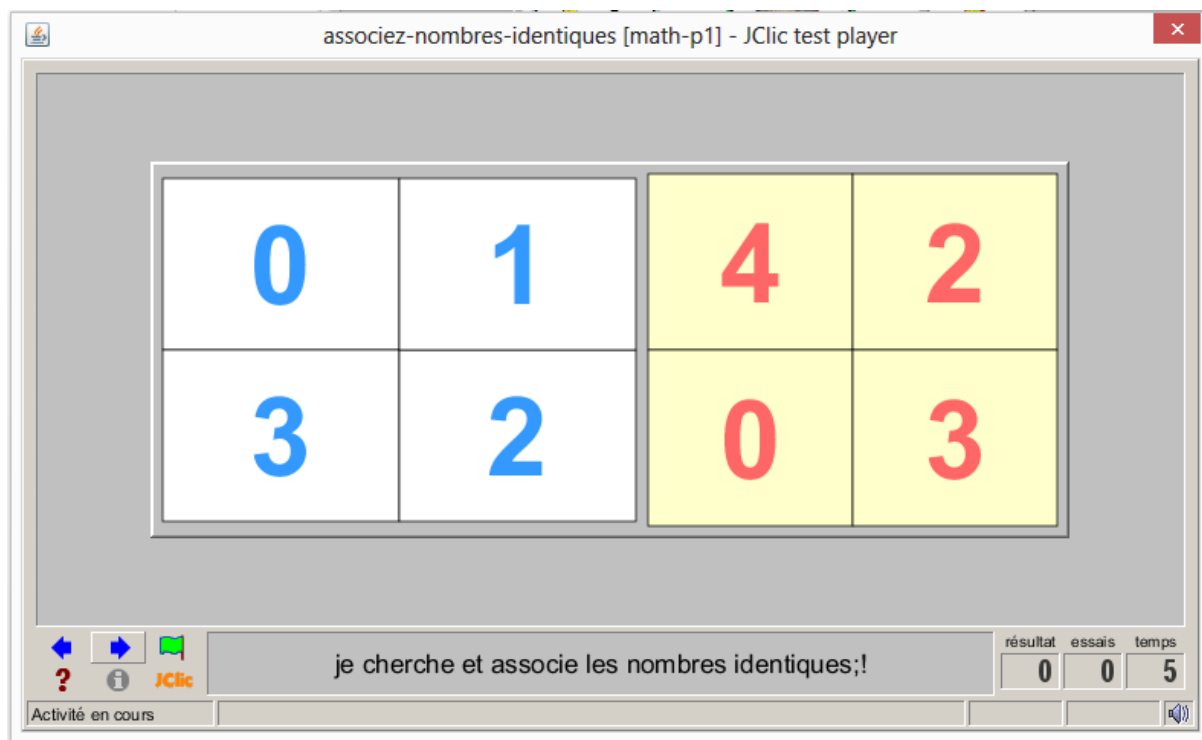 associez-nombres-identiques [math-p1] - JClic test player
0 1 4 2
3 2 0 3
résultat essais temps
? JClic je cherche et associe les nombres identiques;! 0 0 5
Activité en cours